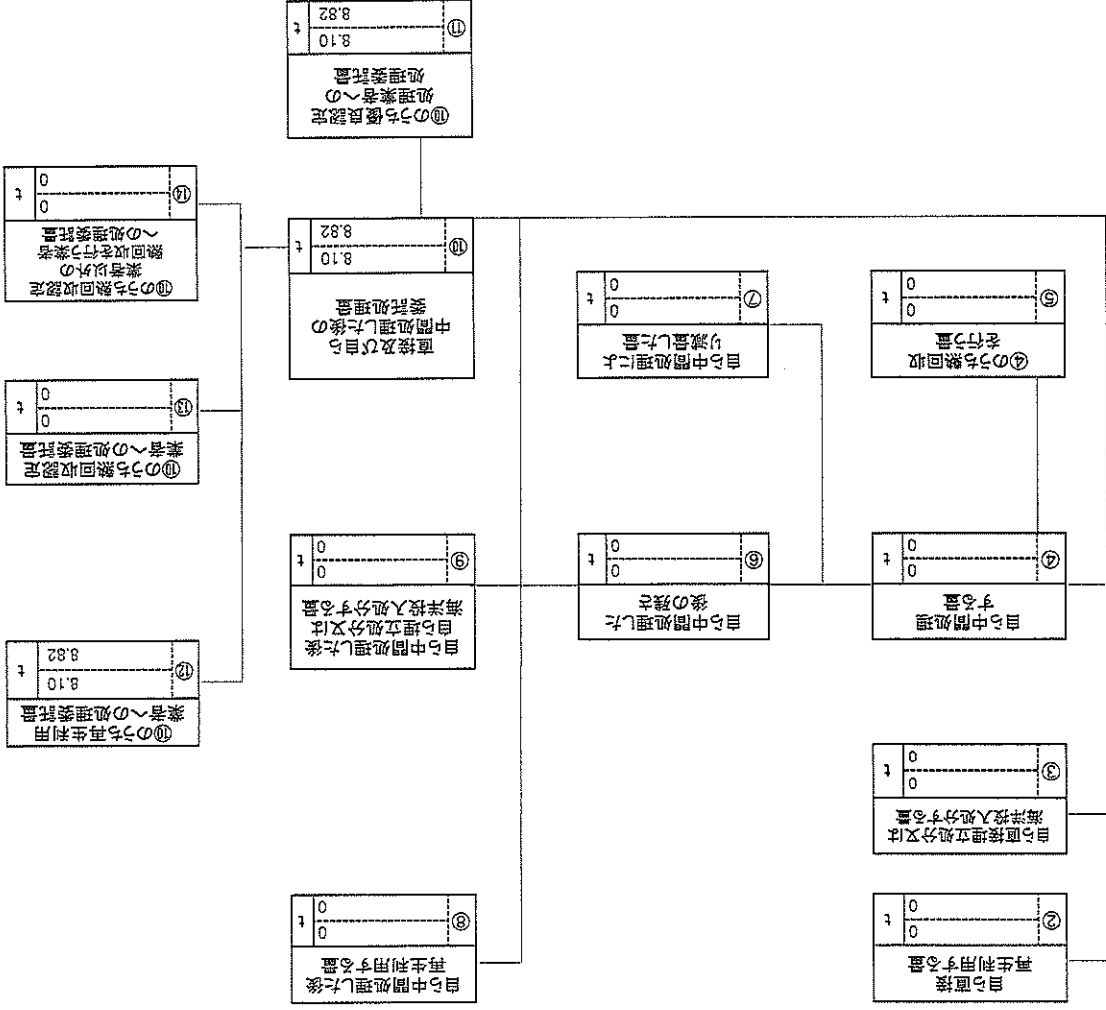 自ら直接
再生利用する量
② 0 t
0
自ら直接埋立処分又は
海洋投入処分する量
③ 0 t
0
自ら中間処理
する量
④ 0 t
0
④のうち熱回収
を行う量
⑤ 0 t
0
自ら中間処理した
後の残さ
⑥ 0 t
0
自ら中間処理によ
り減量した量
⑦ 0 t
0
自ら中間処理した後
再生利用する量
⑧ 0 t
0
自ら中間処理した後
自ら埋立処分又は
海洋投入処分する量
⑨ 0 t
0
直接及び自ら
中間処理した後の
委託処理量
⑩ 8.10 t
8.82
⑩のうち優良認定
処理業者への
処理委託量
⑪ 8.10 t
8.82
⑩のうち再生利用
業者への処理委託量
⑫ 8.10 t
8.82
⑩のうち熱回収認定
業者への処理委託量
⑬ 0 t
0
⑩のうち熱回収認定
業者以外の
熱回収を行う業者
への処理委託量
⑭ 0 t
0